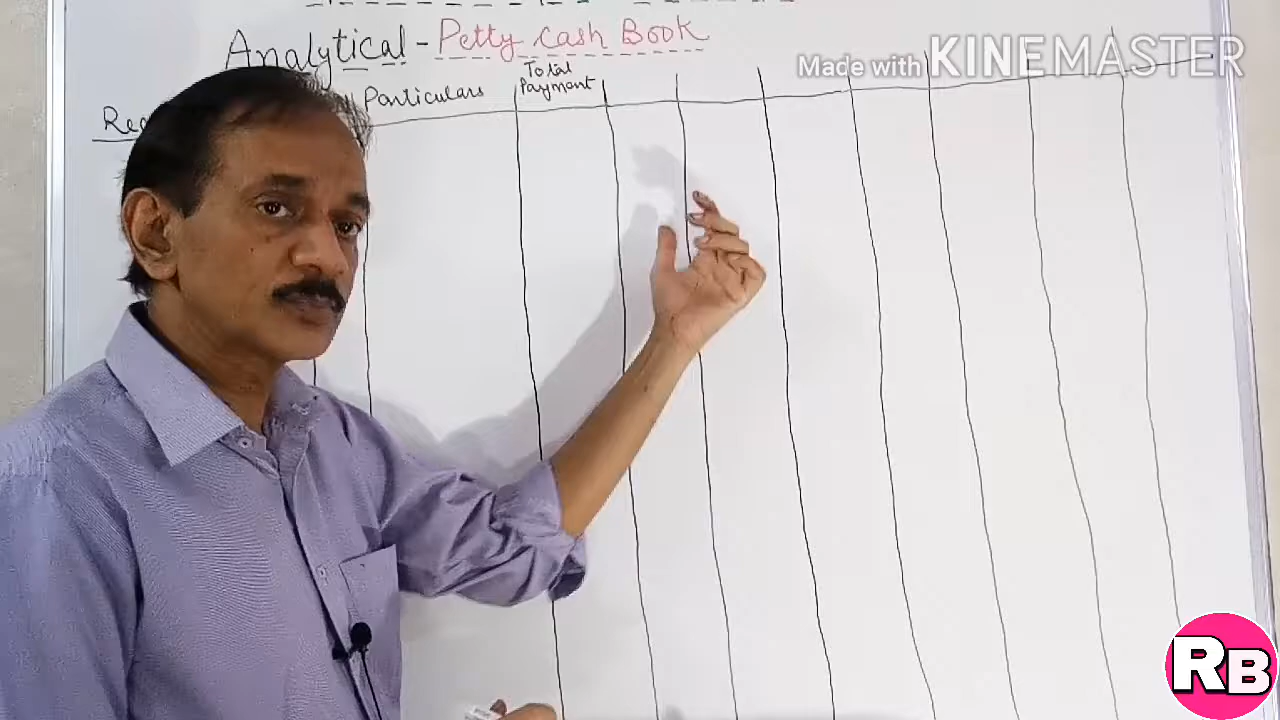 Analytical - Petty Cash Book
Made with KINEMASTER
Total
Particulars Payment
RB